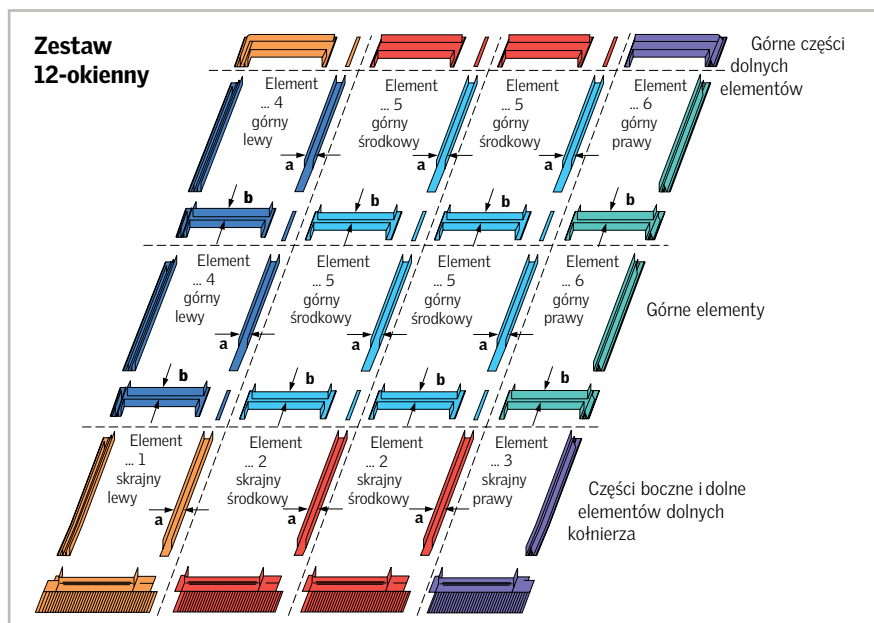 Zestaw
12-okienny
Górne części
dolnych
elementów
Element
... 4
górny
lewy
Element
... 5
górny
środkowy
Element
... 5
górny
środkowy
Element
... 6
górny
prawy
a
a
a
b
b
b
b
Element
... 4
górny
lewy
Element
... 5
górny
środkowy
Element
... 5
górny
środkowy
Element
... 6
górny
prawy
Górne elementy
a
a
a
b
b
b
b
Element
... 1
skrajny
lewy
Element
... 2
skrajny
środkowy
Element
... 2
skrajny
środkowy
Element
... 3
skrajny
prawy
Części boczne i dolne
elementów dolnych
kołnierza
a
a
a